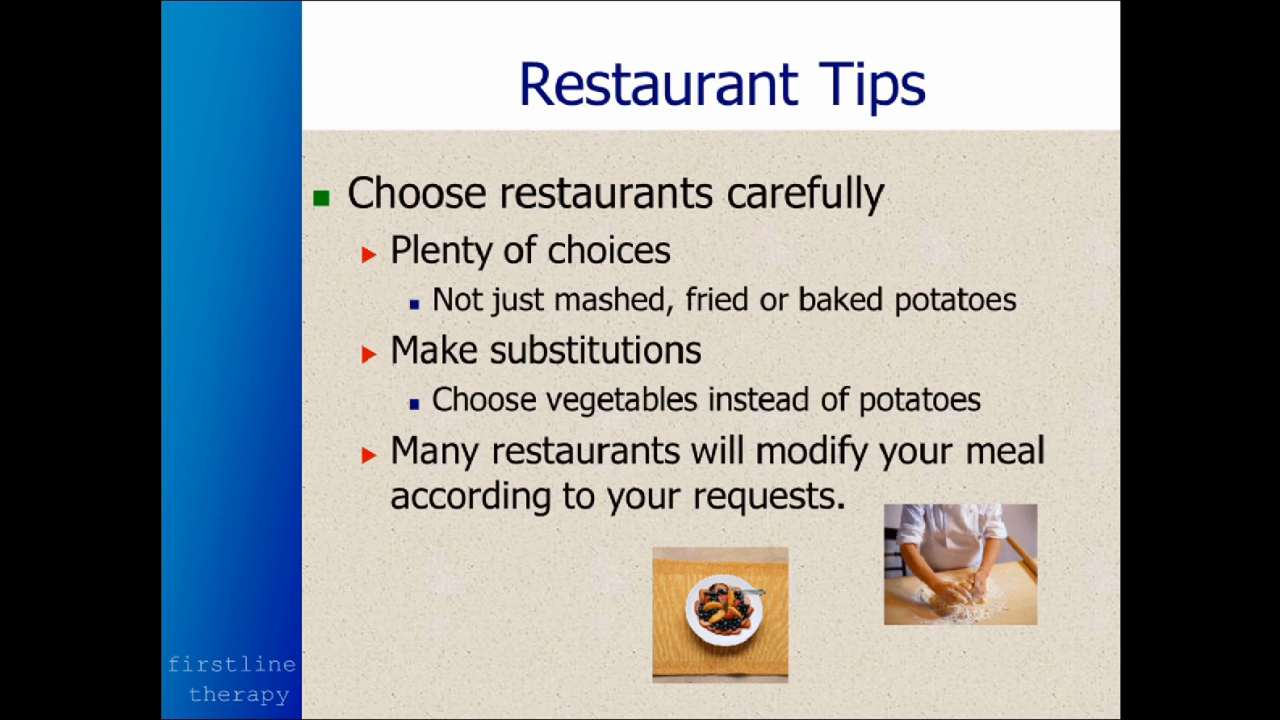 Restaurant Tips
Choose restaurants carefully
Plenty of choices
Not just mashed, fried or baked potatoes
Make substitutions
Choose vegetables instead of potatoes
Many restaurants will modify your meal
according to your requests.
firstline
therapy